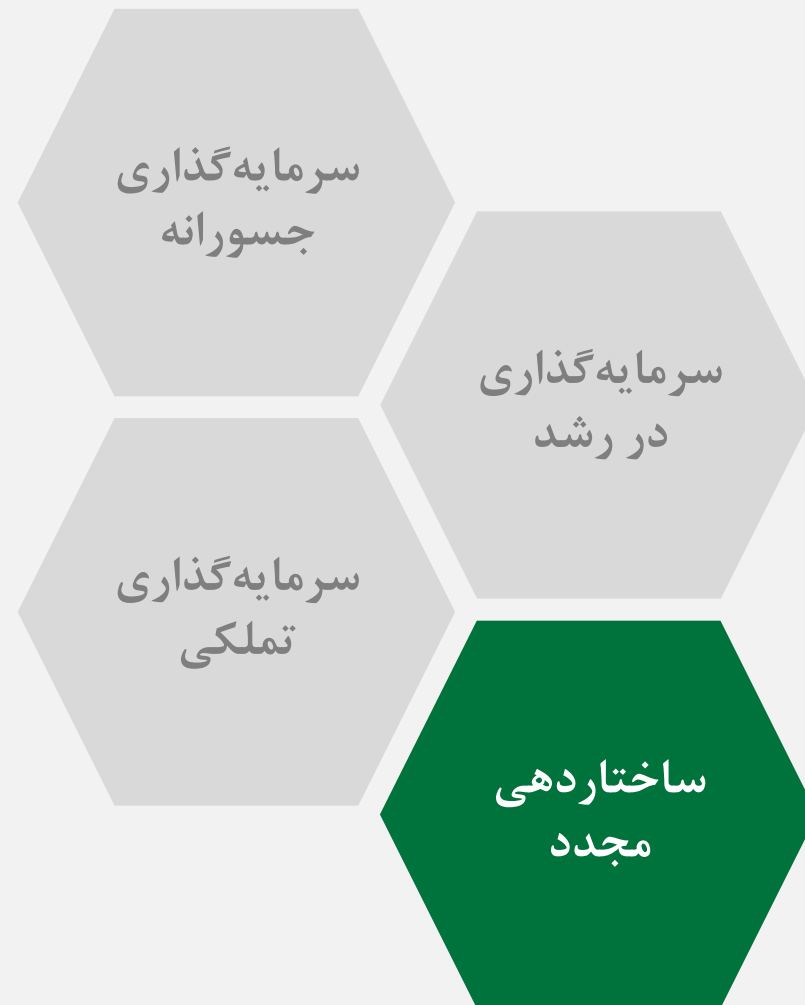 سرمایه‌گذاری
جسورانه
سرمایه‌گذاری
در رشد
سرمایه‌گذاری
تملکی
ساختاردهی
مجدد